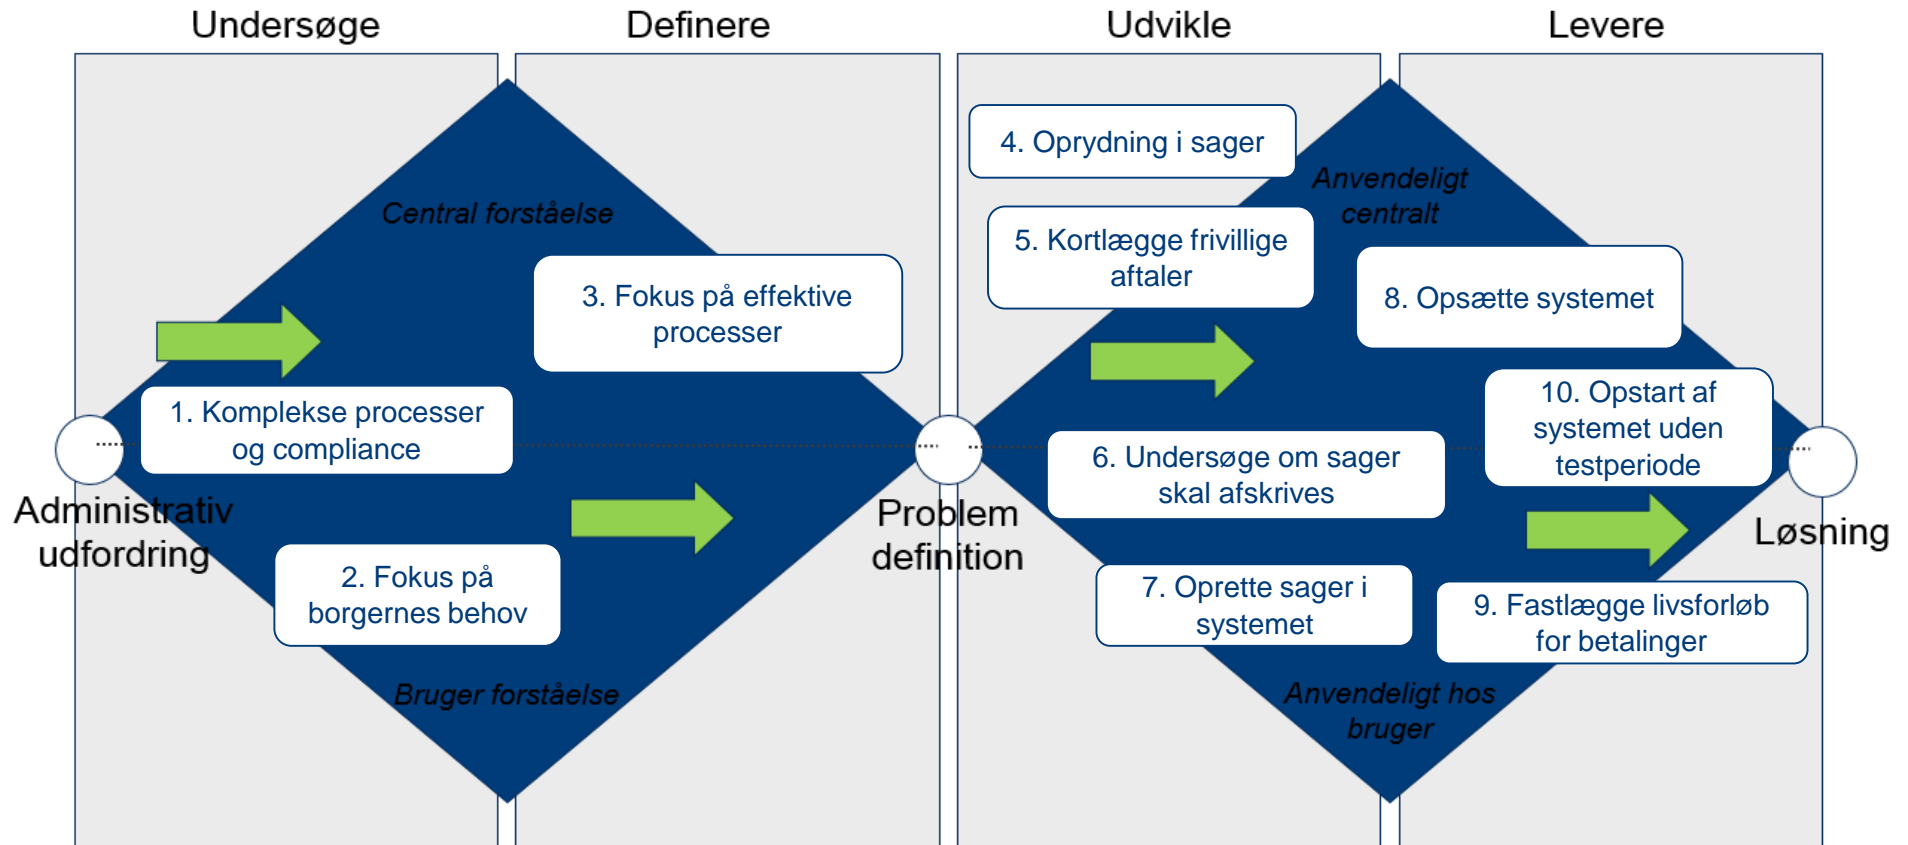 Undersøge
Definere
Udvikle
Levere
Central forståelse
3. Fokus på effektive
processer
1. Komplekse processer
og compliance
Administrativ
udfordring
2. Fokus på
borgernes behov
Bruger forståelse
Problem
definition
4. Oprydning i sager
Anvendeligt
centralt
5. Kortlægge frivillige
aftaler
8. Opsætte systemet
10. Opstart af
systemet uden
testperiode
6. Undersøge om sager
skal afskrives
Løsning
7. Oprette sager i
systemet
9. Fastlægge livsforløb
for betalinger
Anvendeligt hos
bruger